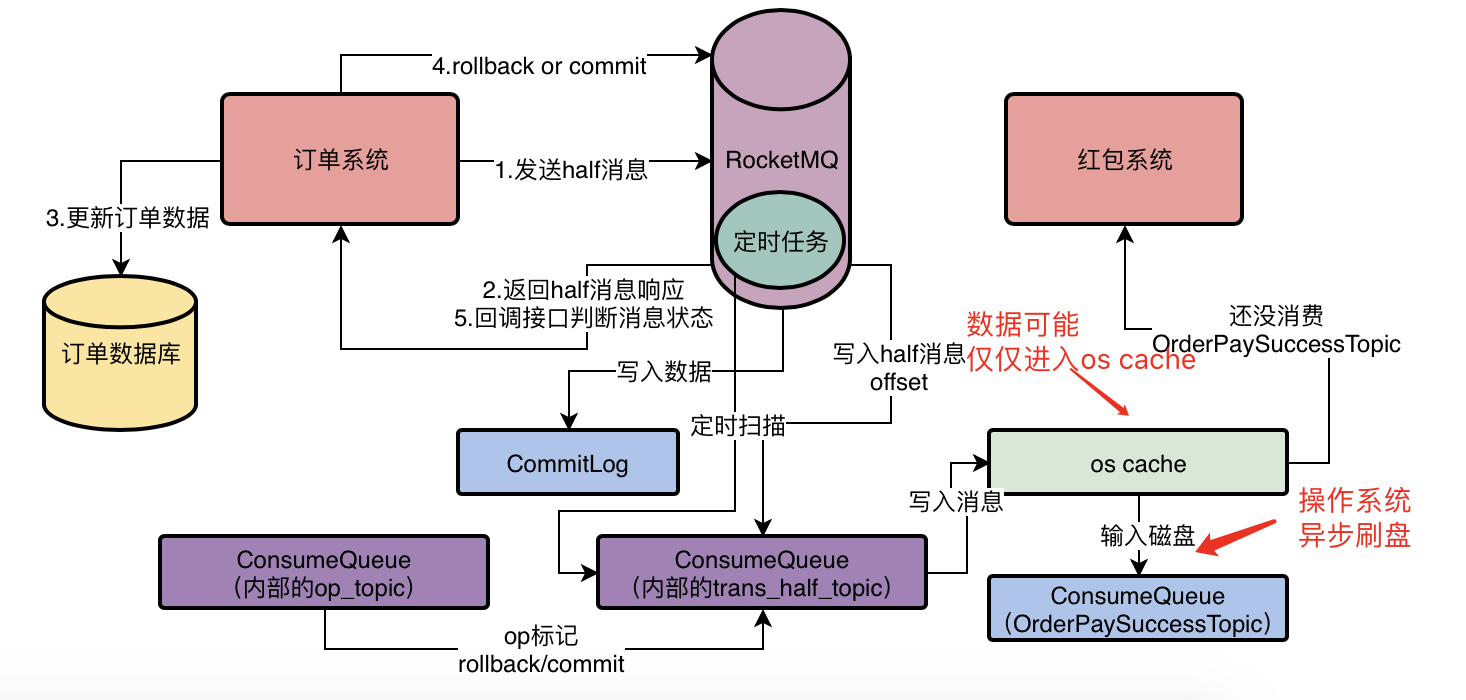 4.rollback or commit
订单系统
1.发送half消息
RocketMQ
红包系统
3.更新订单数据
定时任务
2.返回half消息响应
5.回调接口判断消息状态
订单数据库
写入数据
写入half消息
offset
数据可能
仅仅进入os cache
还没消费
OrderPaySuccessTopic
定时扫描
CommitLog
os cache
写入消息
操作系统
异步刷盘
输入磁盘
ConsumeQueue
（内部的op_topic）
ConsumeQueue
（内部的trans_half_topic）
ConsumeQueue
（OrderPaySuccessTopic）
op标记
rollback/commit